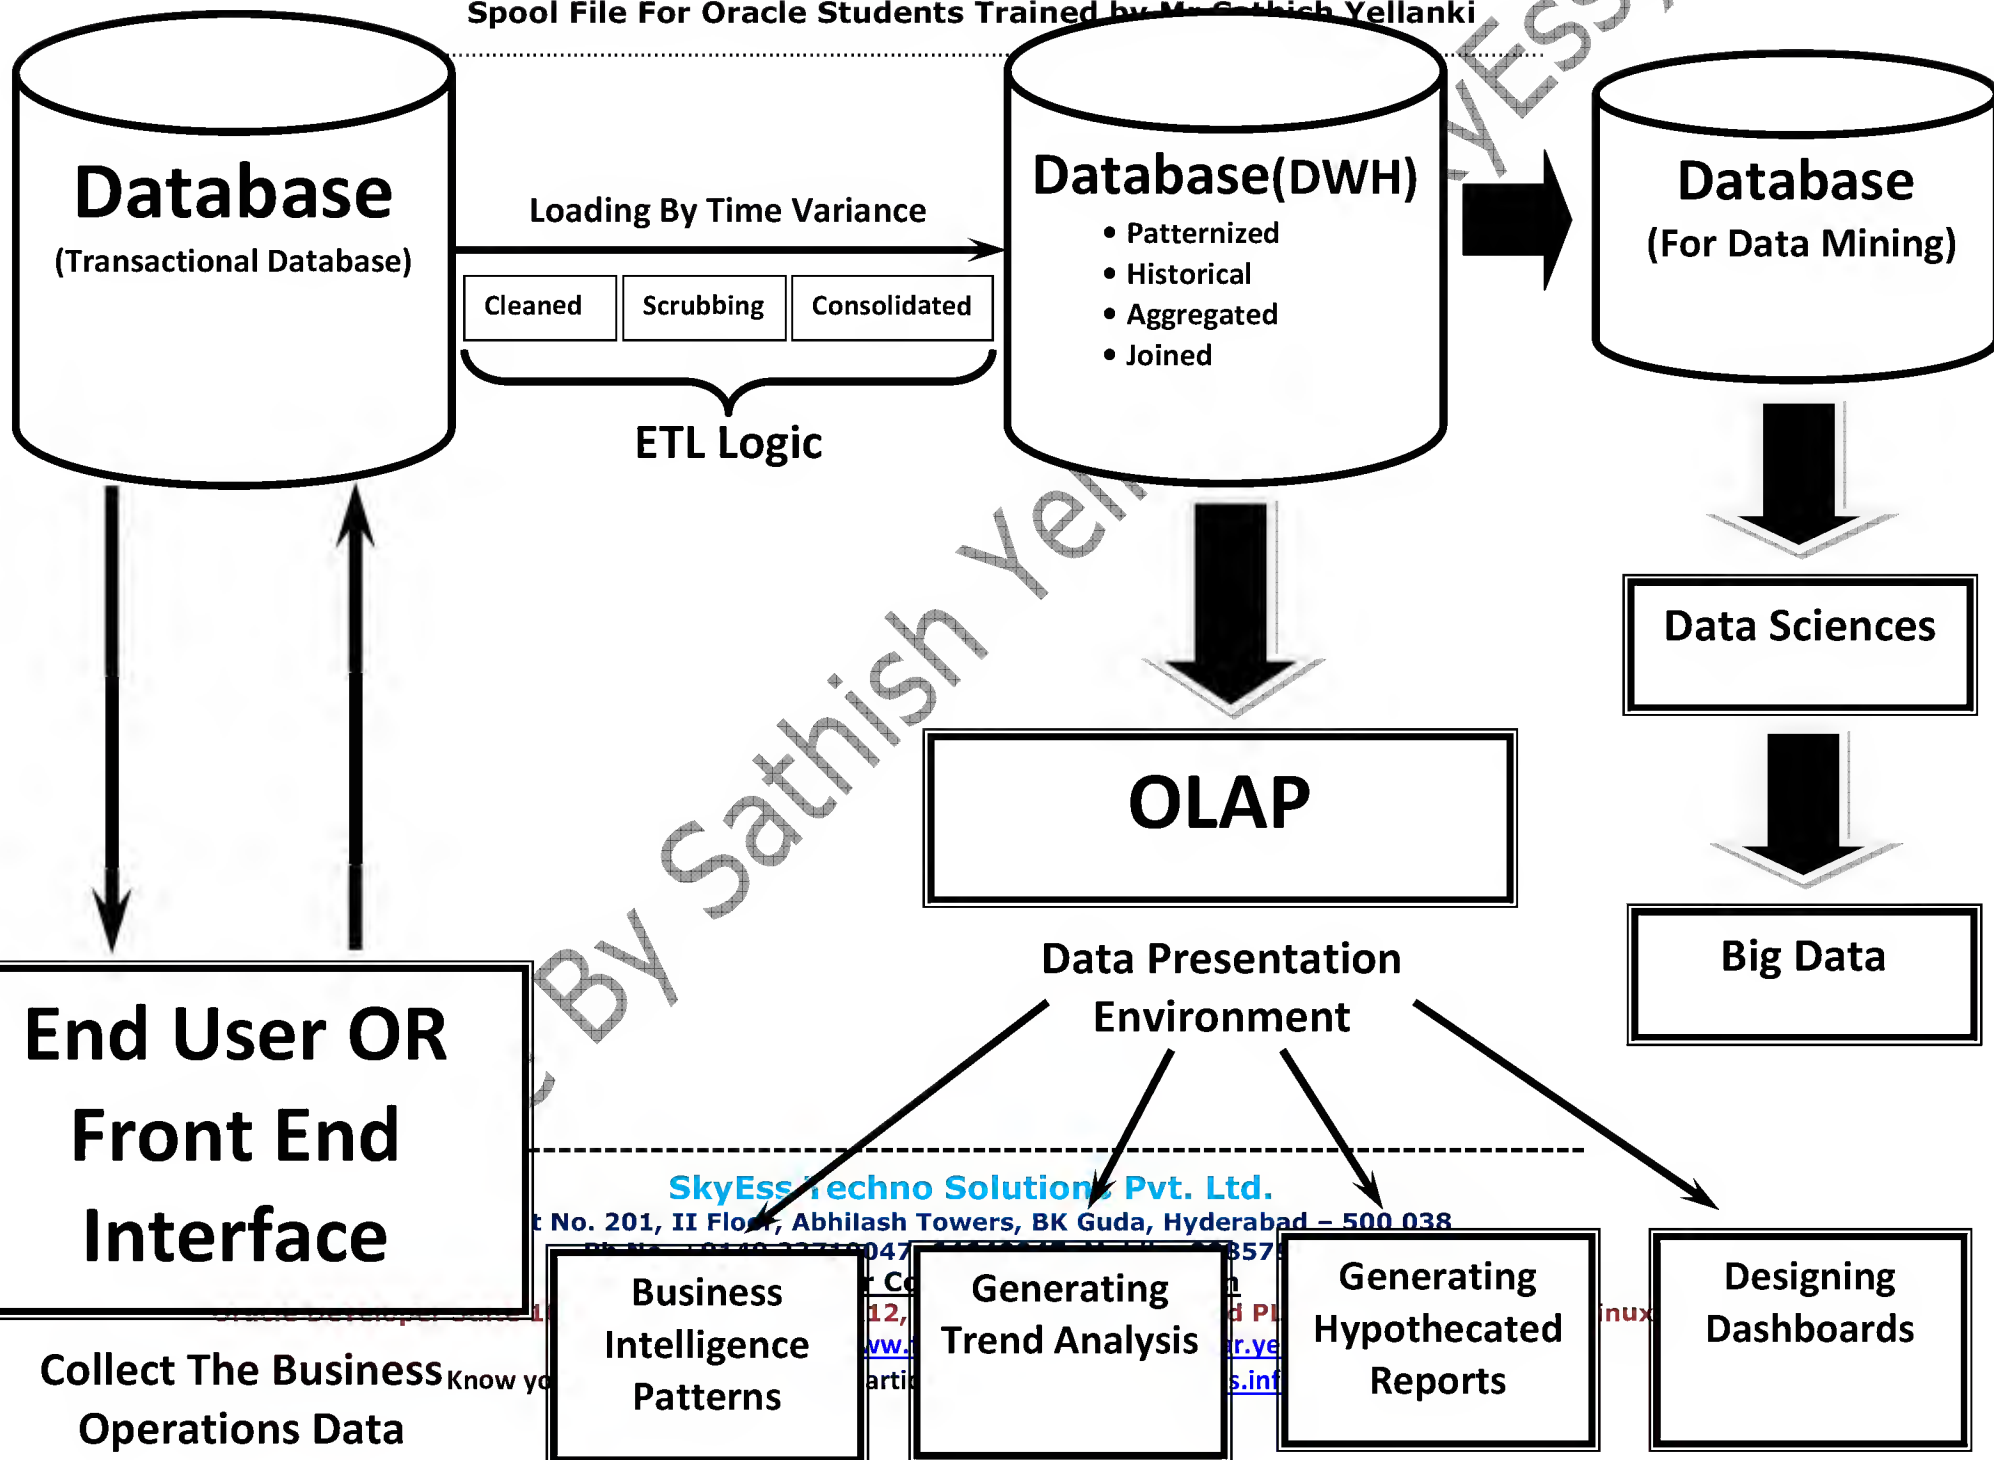 Spool File For Oracle Students Trained by Mr Sathish Yellanki
Database
(Transactional Database)
Loading By Time Variance
Cleaned
Scrubbing
Consolidated
ETL Logic
Database(DWH)
• Patternized
• Historical
• Aggregated
• Joined
Database
(For Data Mining)
Data Sciences
Big Data
OLAP
Data Presentation
Environment
By Sathish
End User OR
Front End
Interface
Collect The Business
Operations Data
SkyEss Techno Solutions Pvt. Ltd.
No. 201, II Floor, Abhilash Towers, BK Guda, Hyderabad – 500 038
Know
Business
Intelligence
Patterns
Generating
Trend Analysis
Generating
Hypothecated
Reports
Designing
Dashboards